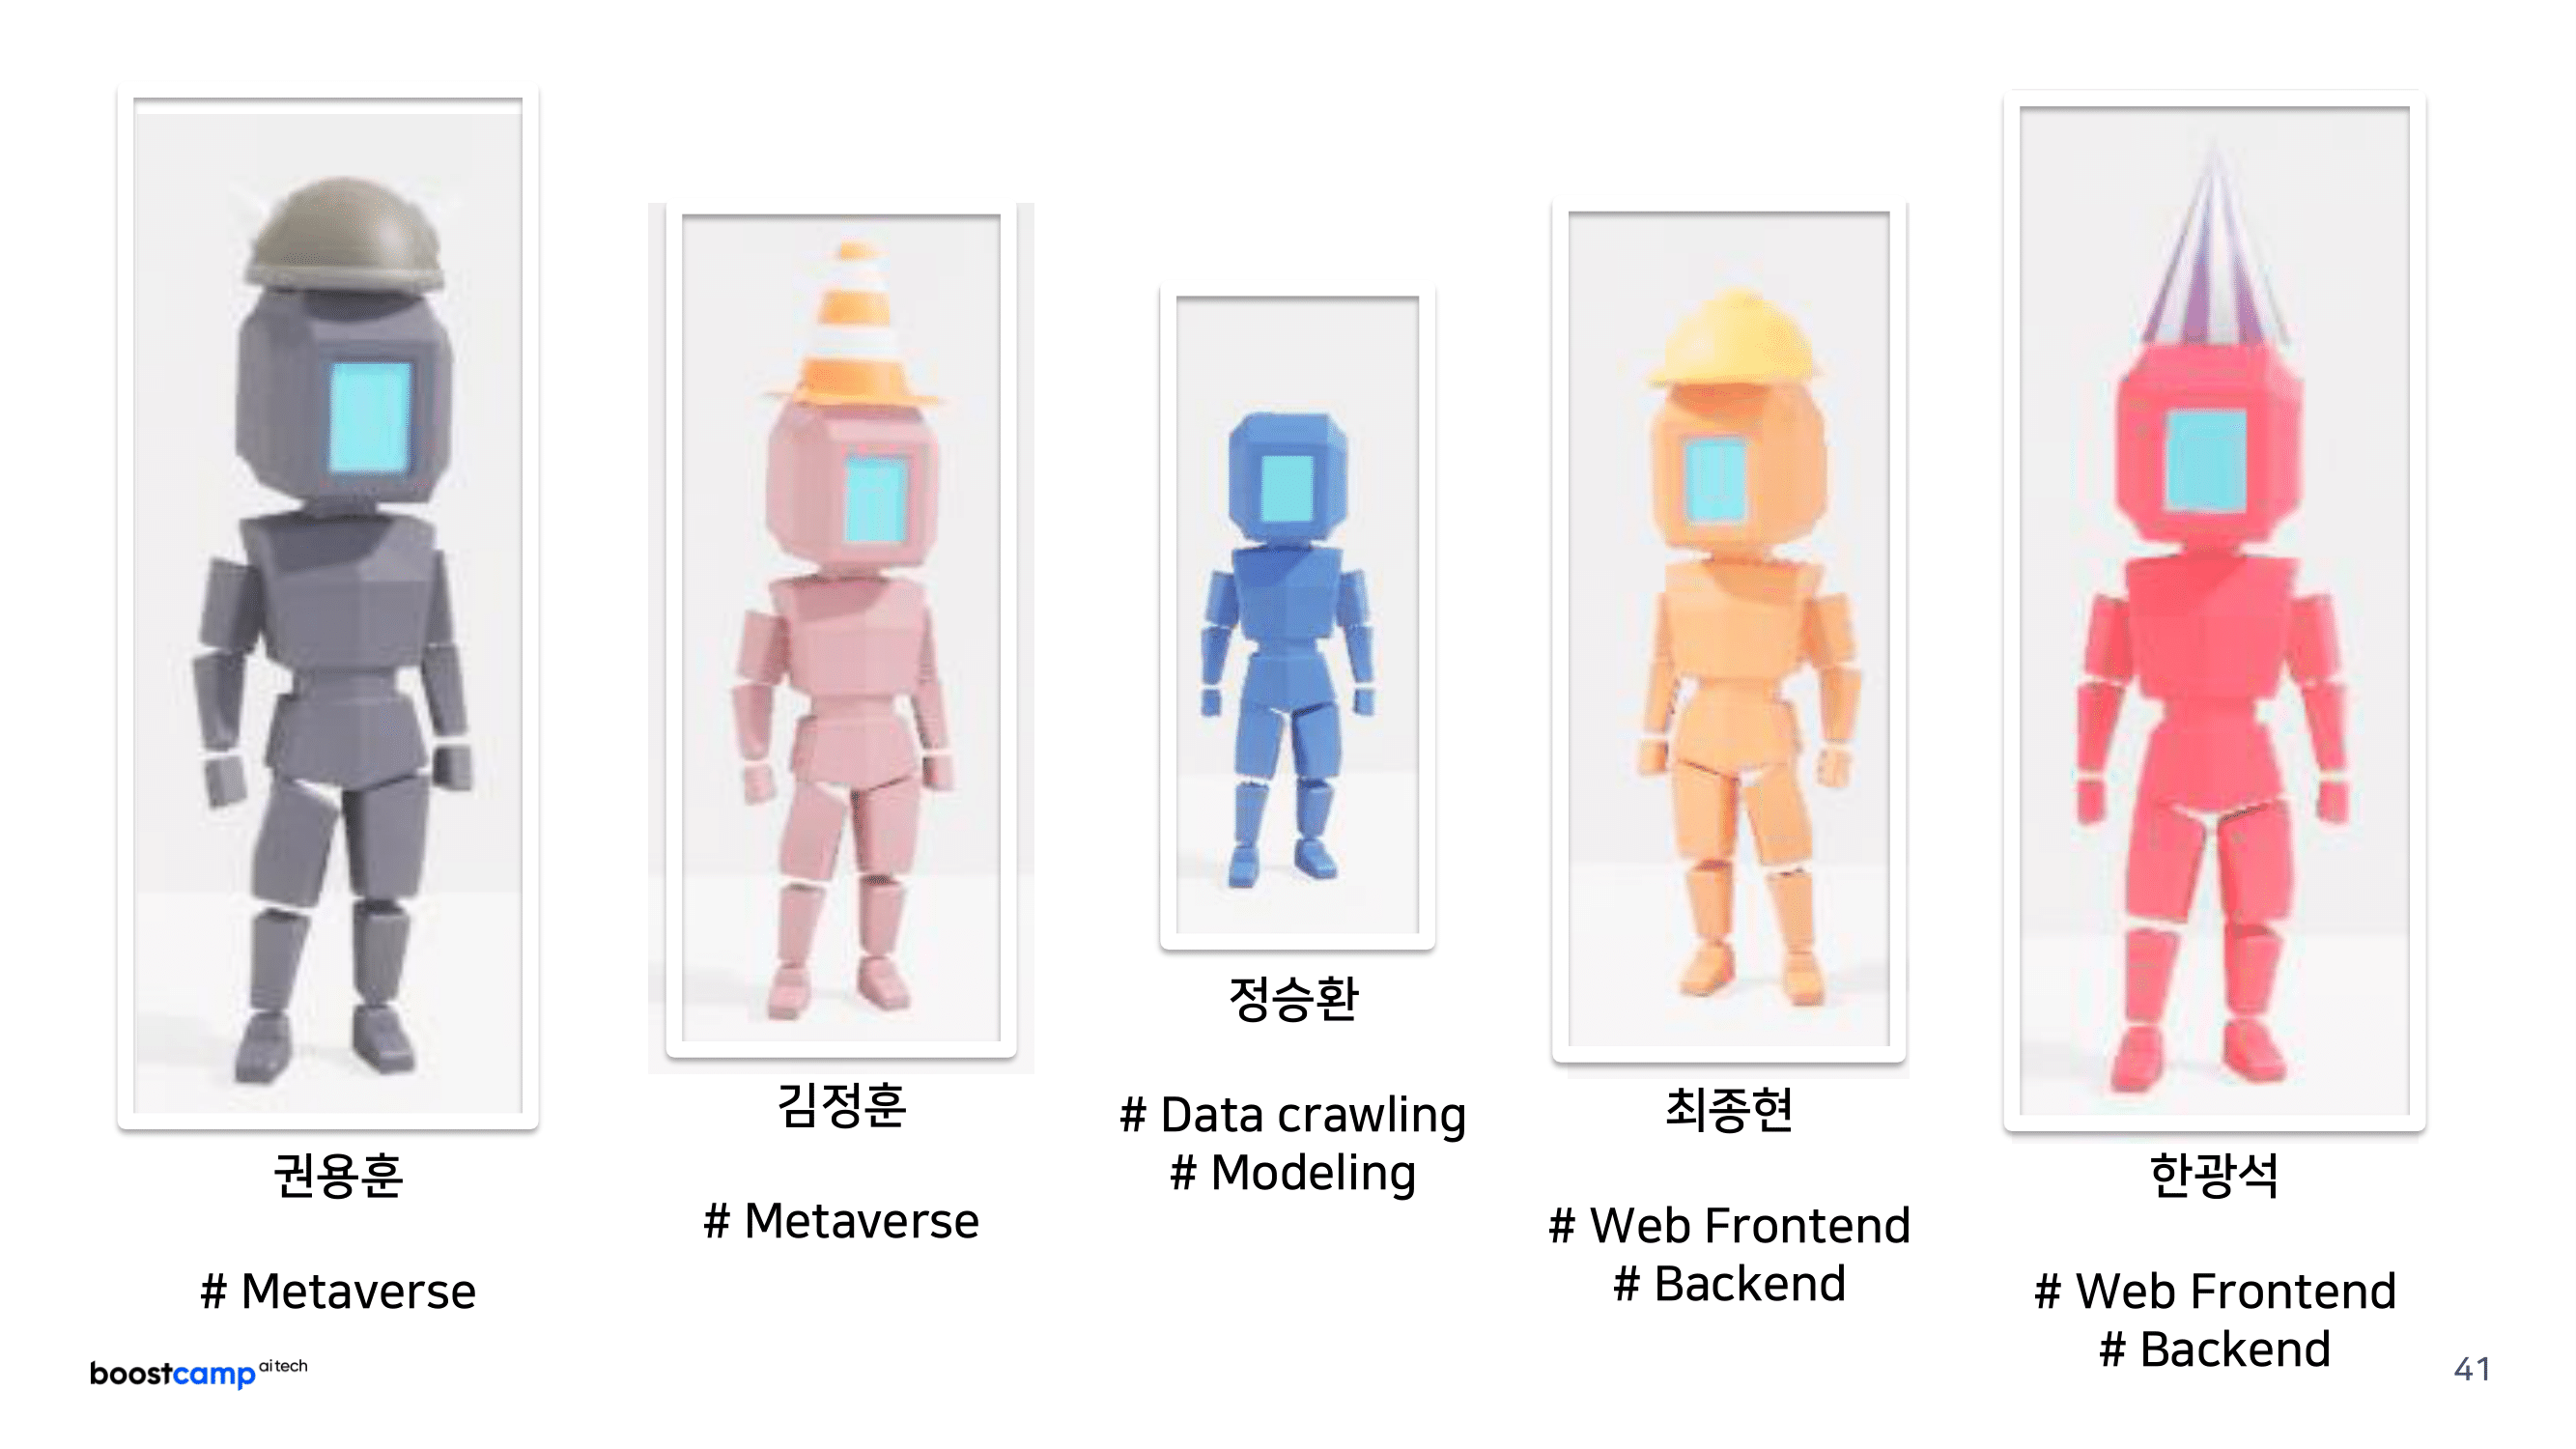 권용훈
# Metaverse
김정훈
# Metaverse
정승환
# Data crawling
# Modeling
최종현
# Web Frontend
# Backend
한광석
# Web Frontend
# Backend
boostcamp ai tech
41